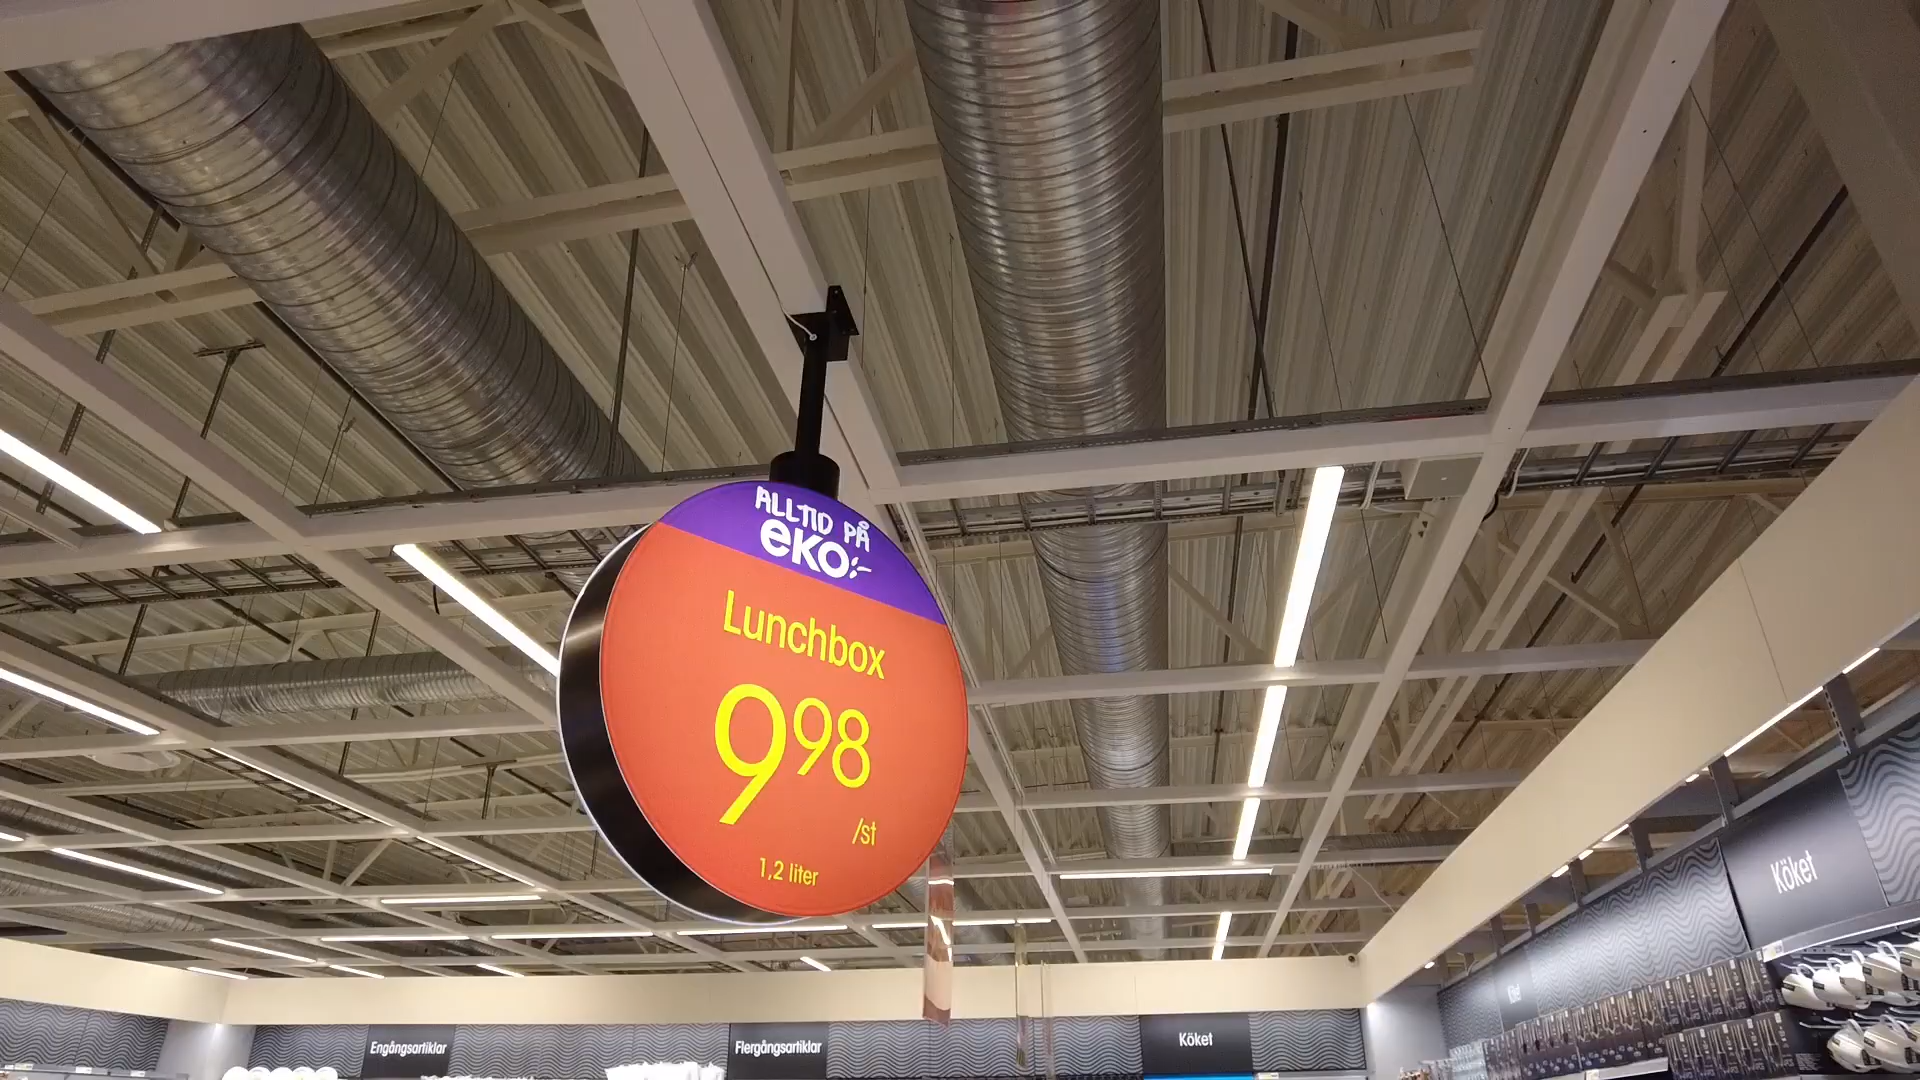 ALLTID PÅ
eko
Lunchbox
9 98
/st
1,2 liter
Köket
Engångsartiklar
Flergångsartiklar
Köket